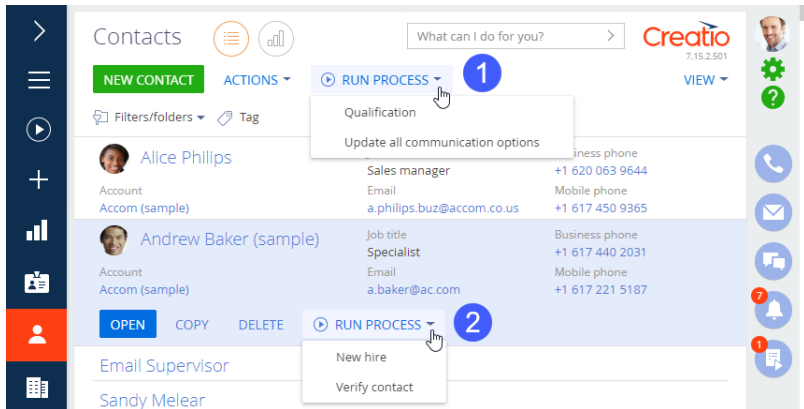 Contacts
What can I do for you?
Creatio
7.15.2.501
NEW CONTACT
ACTIONS
RUN PROCESS
1
VIEW
Filters/folders
Tag
Qualification
Update all communication options
Alice Philips
Sales manager
iness phone
+1 620 063 9644
Account
Accom (sample)
Email
a.philips.buz@accom.co.us
Mobile phone
+1 617 450 9365
Andrew Baker (sample)
Job title
Specialist
Business phone
+1 617 440 2031
Account
Accom (sample)
Email
a.baker@ac.com
Mobile phone
+1 617 221 5187
OPEN
COPY
DELETE
RUN PROCESS
2
New hire
Verify contact
Email Supervisor
Sandy Melear
?
7
1